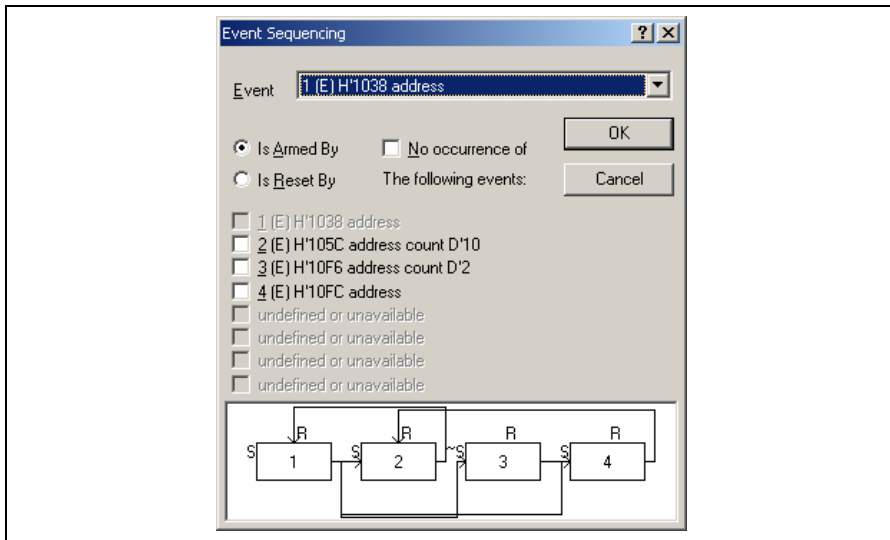 Event Sequencing
Event 1 (E) H'1038 address
OK
Is Armed By No occurrence of
Is Reset By The following events:
Cancel
1 (E) H'1038 address
2 (E) H'105C address count D'10
3 (E) H'10F6 address count D'2
4 (E) H'10FC address
undefined or unavailable
undefined or unavailable
undefined or unavailable
undefined or unavailable
R R R R
S S ~S S
1 2 3 4